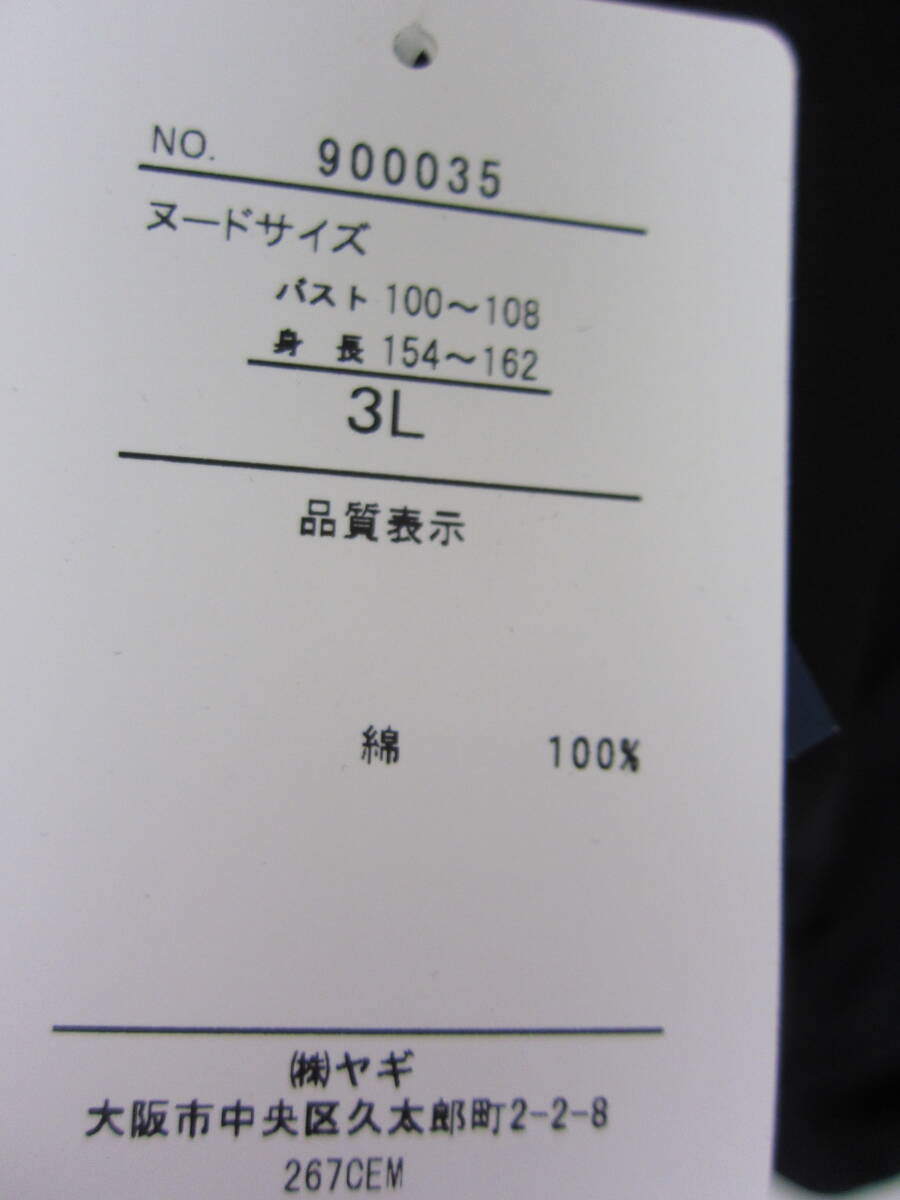 NO. 900035
ヌードサイズ
バスト 100～108
身長 154～162
3L
品質表示
綿 100%
㈱ヤギ
大阪市中央区久太郎町2-2-8
267CEM